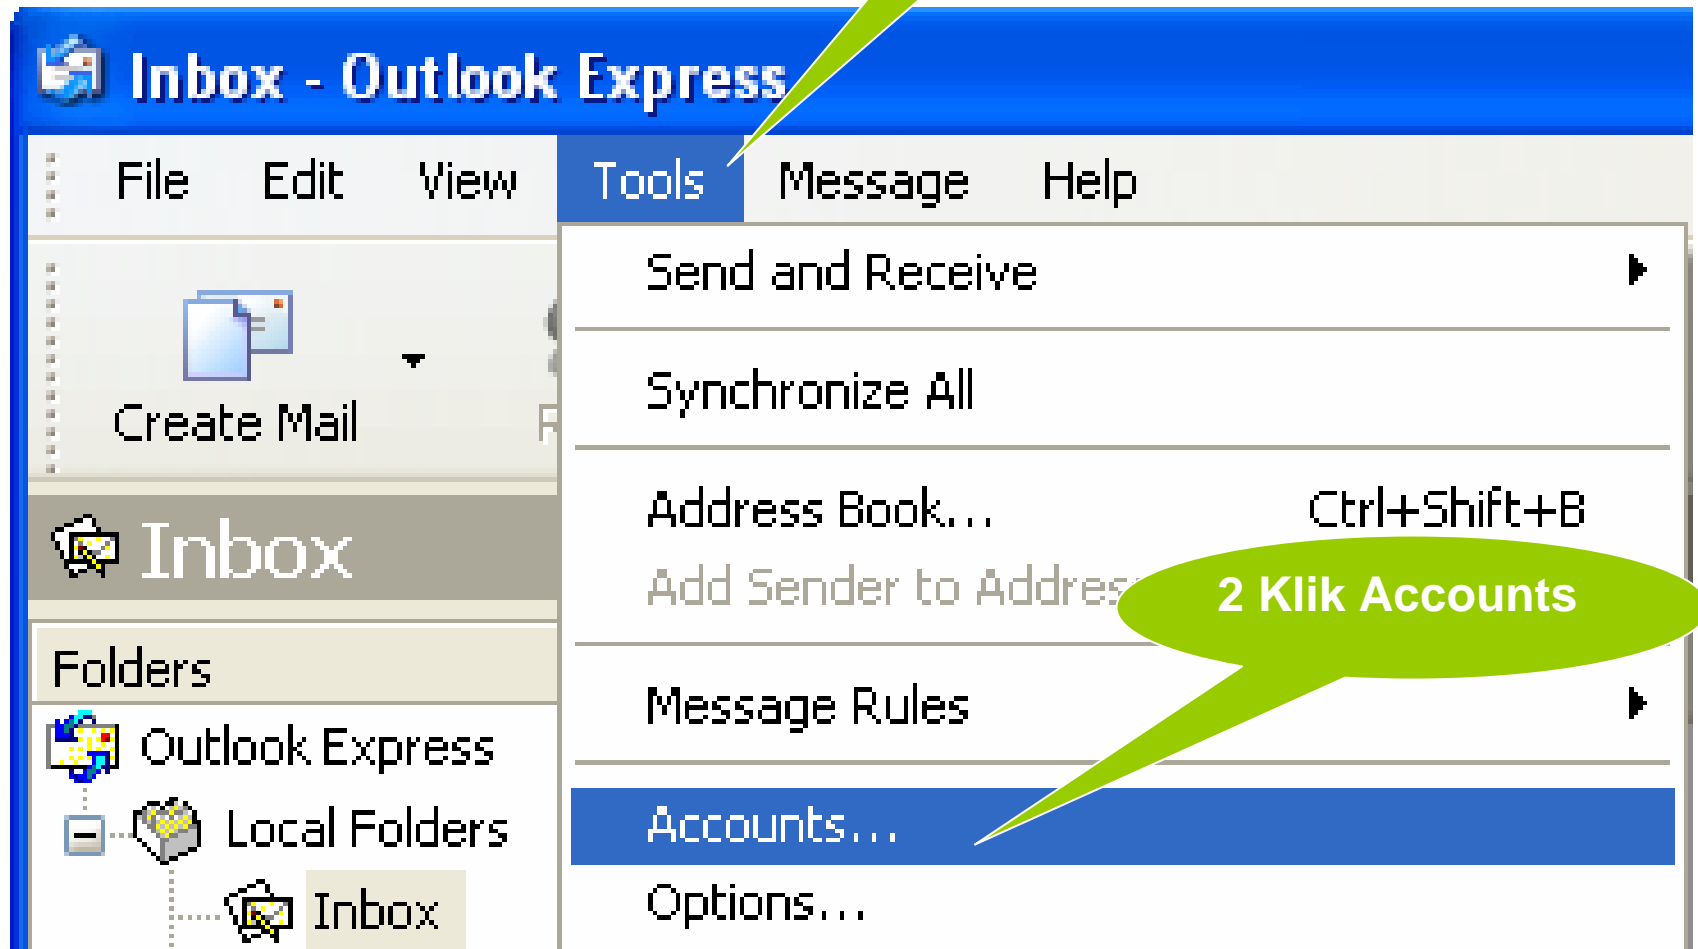 Inbox - Outlook Express
File Edit View Tools Message Help
Send and Receive
Synchronize All
Create Mail
Address Book... Ctrl+Shift+B
Inbox
Add Sender to
2 Klik Accounts
Folders
Message Rules
Outlook Express
Accounts...
Local Folders
Options...
Inbox